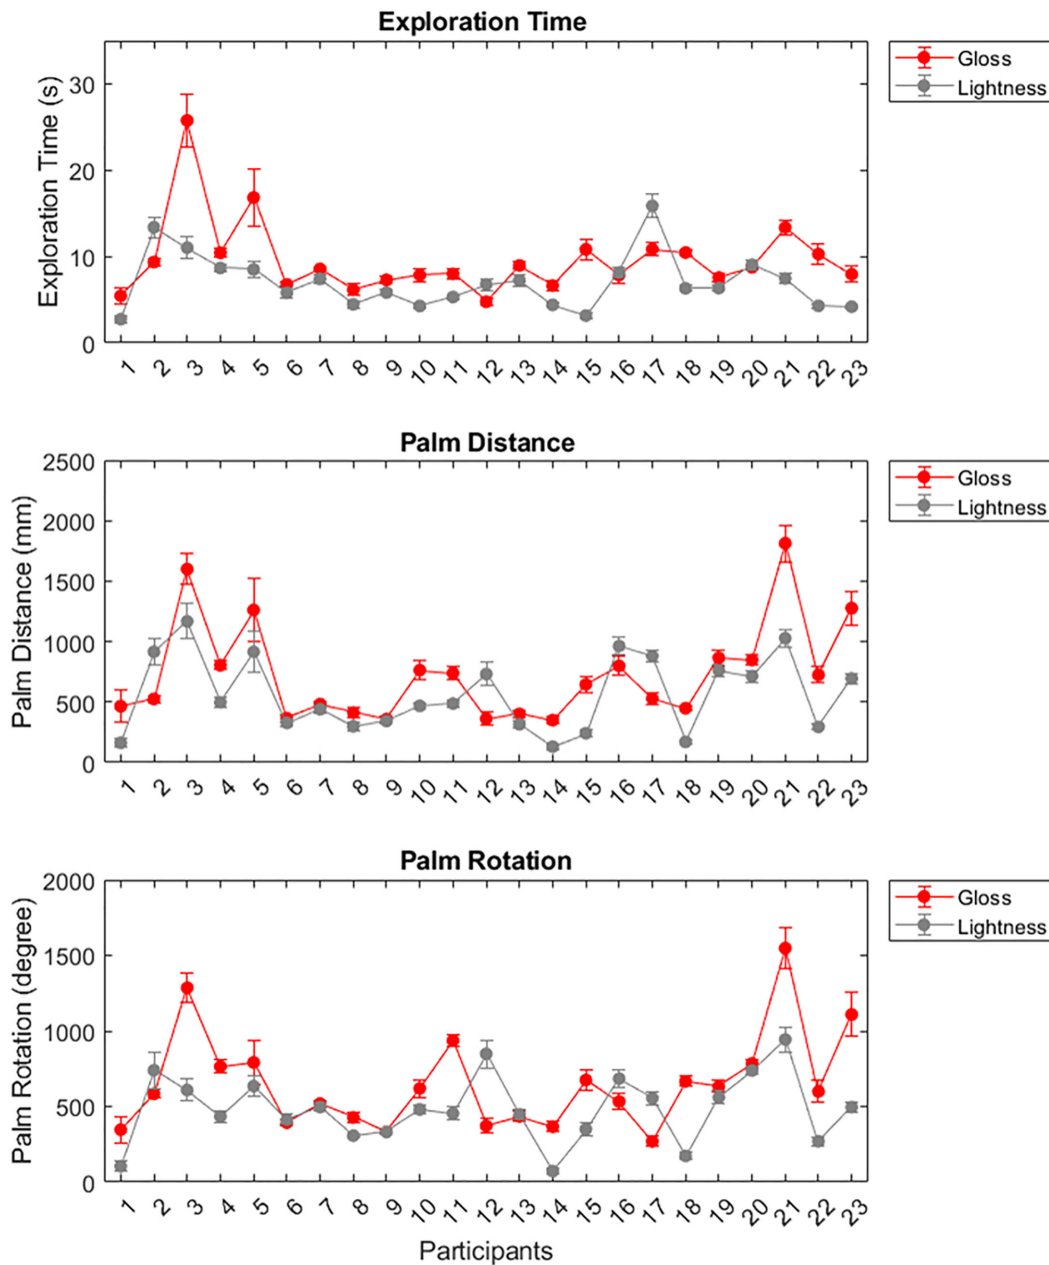 Exploration Time
Exploration Time (s)
30
20
10
0
1 2 3 4 5 6 7 8 9 10 11 12 13 14 15 16 17 18 19 20 21 22 23
Gloss
Lightness
Palm Distance
Palm Distance (mm)
2500
2000
1500
1000
500
0
1 2 3 4 5 6 7 8 9 10 11 12 13 14 15 16 17 18 19 20 21 22 23
Gloss
Lightness
Palm Rotation
Palm Rotation (degree)
2000
1500
1000
500
0
1 2 3 4 5 6 7 8 9 10 11 12 13 14 15 16 17 18 19 20 21 22 23
Participants
Gloss
Lightness